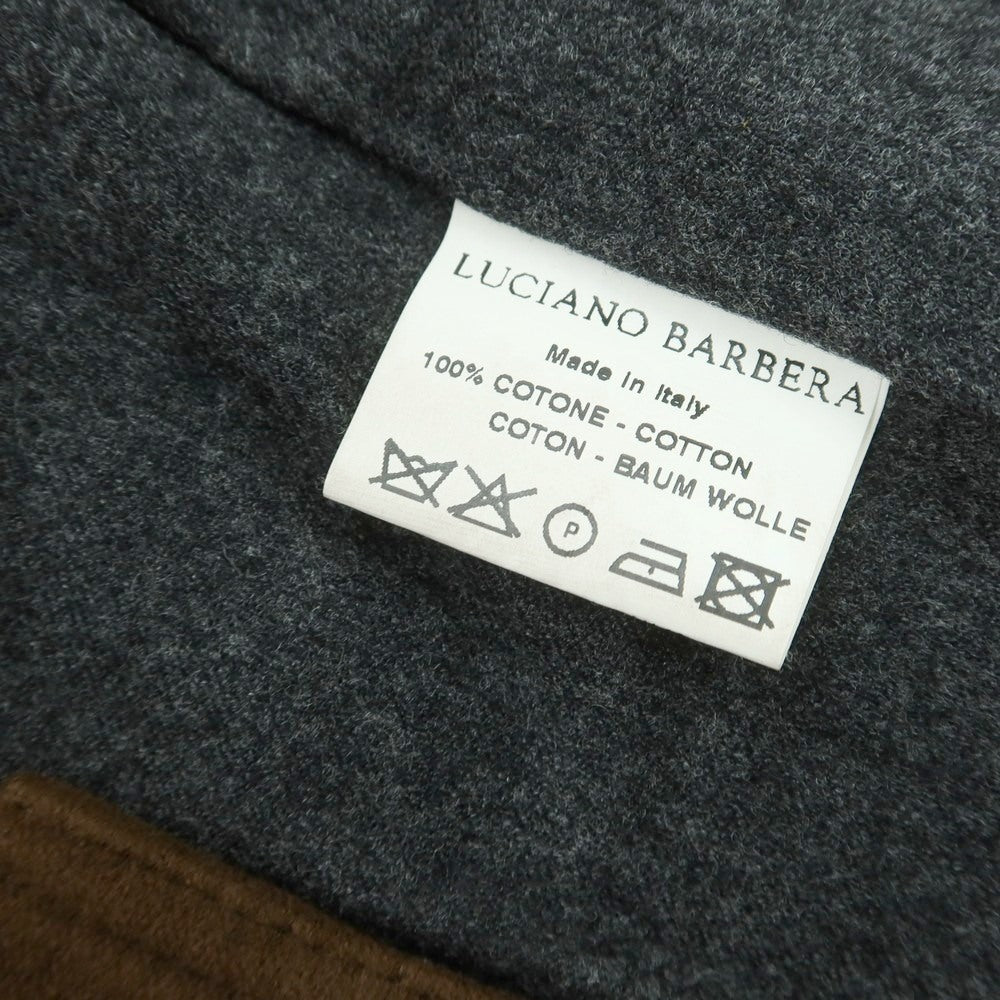 LUCIANO BARBERA
Made in Italy
100% COTONE - COTTON
COTON - BAUM WOLLE
P